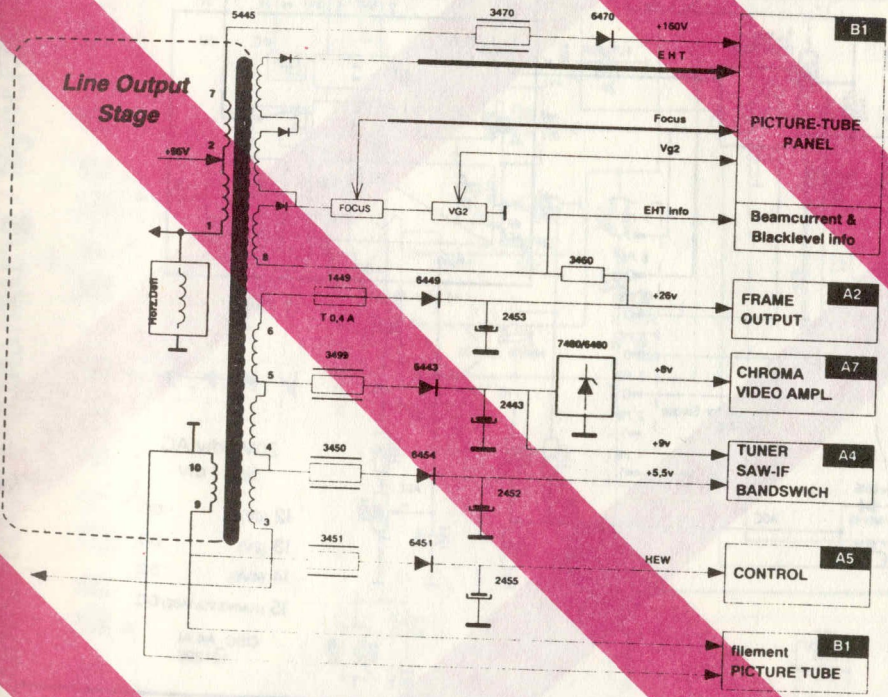 5445
3470
6470
+160V
B1
Line Output
Stage
7
EHT
2
+95V
Focus
PICTURE-TUBE
PANEL
Vg2
1
FOCUS
VG2
EHT info
Beamcurrent &
Blacklevel info
8
3460
Horz.Defl
1449
6449
+26v
A2
FRAME
OUTPUT
T 0,4 A
2453
6
7480/6480
3499
6443
+8v
A7
CHROMA
VIDEO AMPL.
5
2443
+9v
4
3450
6454
+5,5v
A4
TUNER
SAW-IF
BANDSWICH
10
9
2452
3
3451
6451
HEW
A5
CONTROL
2455
B1
filement
PICTURE TUBE